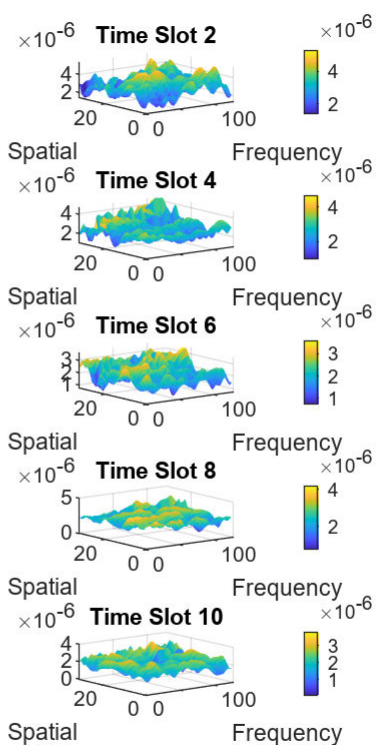 ×10⁻⁶ ×10⁻⁶
Time Slot 2
4 2 4 2
20 0 0 100
Spatial Frequency
×10⁻⁶ ×10⁻⁶
Time Slot 4
4 2 4 2
20 0 0 100
Spatial Frequency
×10⁻⁶ ×10⁻⁶
Time Slot 6
3 2 1 3 2 1
20 0 0 100
Spatial Frequency
×10⁻⁶ ×10⁻⁶
Time Slot 8
5 0 4 2
20 0 0 100
Spatial Frequency
×10⁻⁶ ×10⁻⁶
Time Slot 10
4 2 0 3 2 1
20 0 0 100
Spatial Frequency